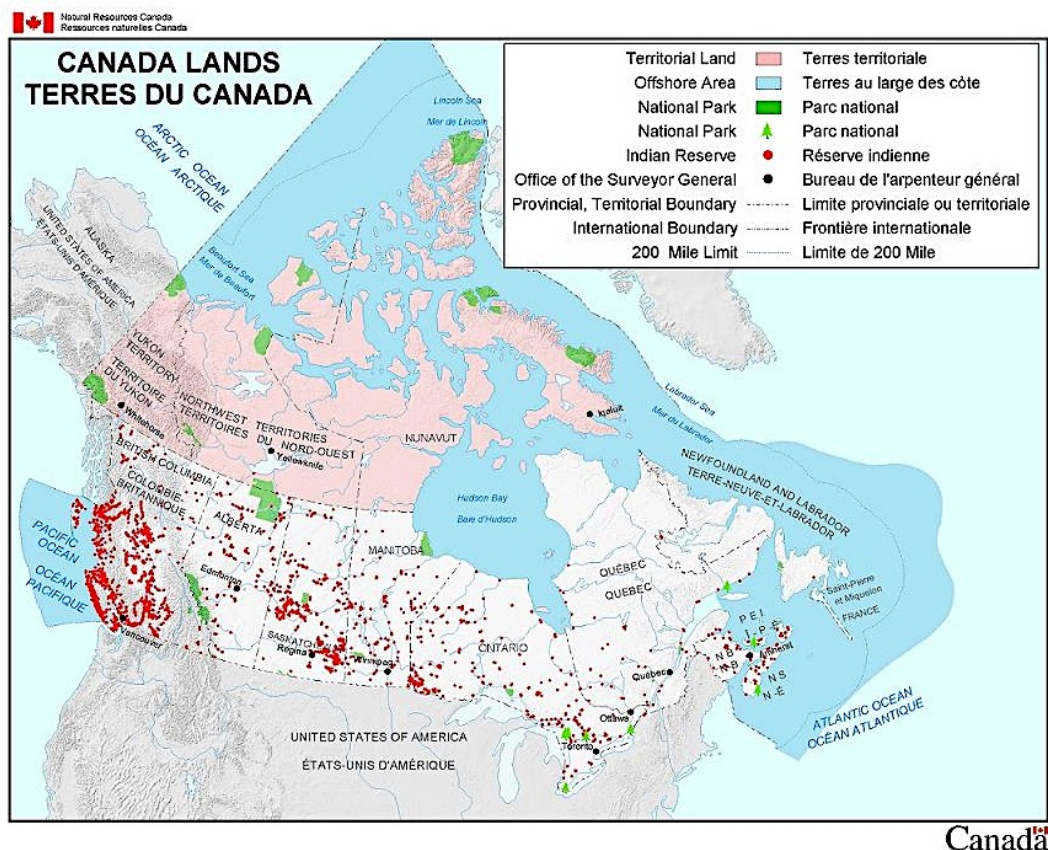 Natural Resources Canada
Ressources naturelles Canada
CANADA LANDS
TERRES DU CANADA
Territorial Land Terres territoriale
Offshore Area Terres au large des côte
National Park Parc national
National Park Parc national
Indian Reserve Réserve indienne
Office of the Surveyor General Bureau de l'arpenteur général
Provincial, Territorial Boundary Limite provinciale ou territoriale
International Boundary Frontière internationale
200 Mile Limit Limite de 200 Mile
Lincoln Sea
Mer de Lincoln
ARCTIC OCEAN
OCÉAN ARCTIQUE
ALASKA
UNITED STATES OF AMERICA
ÉTATS-UNIS D'AMÉRIQUE
Beaufort Sea
Mer de Beaufort
YUKON
TERRITORY
TERRITOIRE
DU YUKON
Whitehorse
NORTHWEST TERRITORIES
TERRITOIRES DU NORD-OUEST
Yellowknife
NUNAVUT
Iqaluit
Labrador Sea
Mer du Labrador
NEWFOUNDLAND AND LABRADOR
TERRE-NEUVE-ET-LABRADOR
BRITISH COLUMBIA
COLOMBIE-
BRITANNIQUE
ALBERTA
Hudson Bay
Baie d'Hudson
MANITOBA
PACIFIC
OCEAN
OCÉAN
PACIFIQUE
Edmonton
Vancouver
Regina
Winnipeg
ONTARIO
QUÉBEC
QUEBEC
Saint-Pierre
et Miquelon
FRANCE
P E I
Î - P - É
N B
N B
Amherst
N S
N -É
Québec
Ottawa
Toronto
ATLANTIC OCEAN
OCÉAN ATLANTIQUE
UNITED STATES OF AMERICA
ÉTATS-UNIS D'AMÉRIQUE
Canada